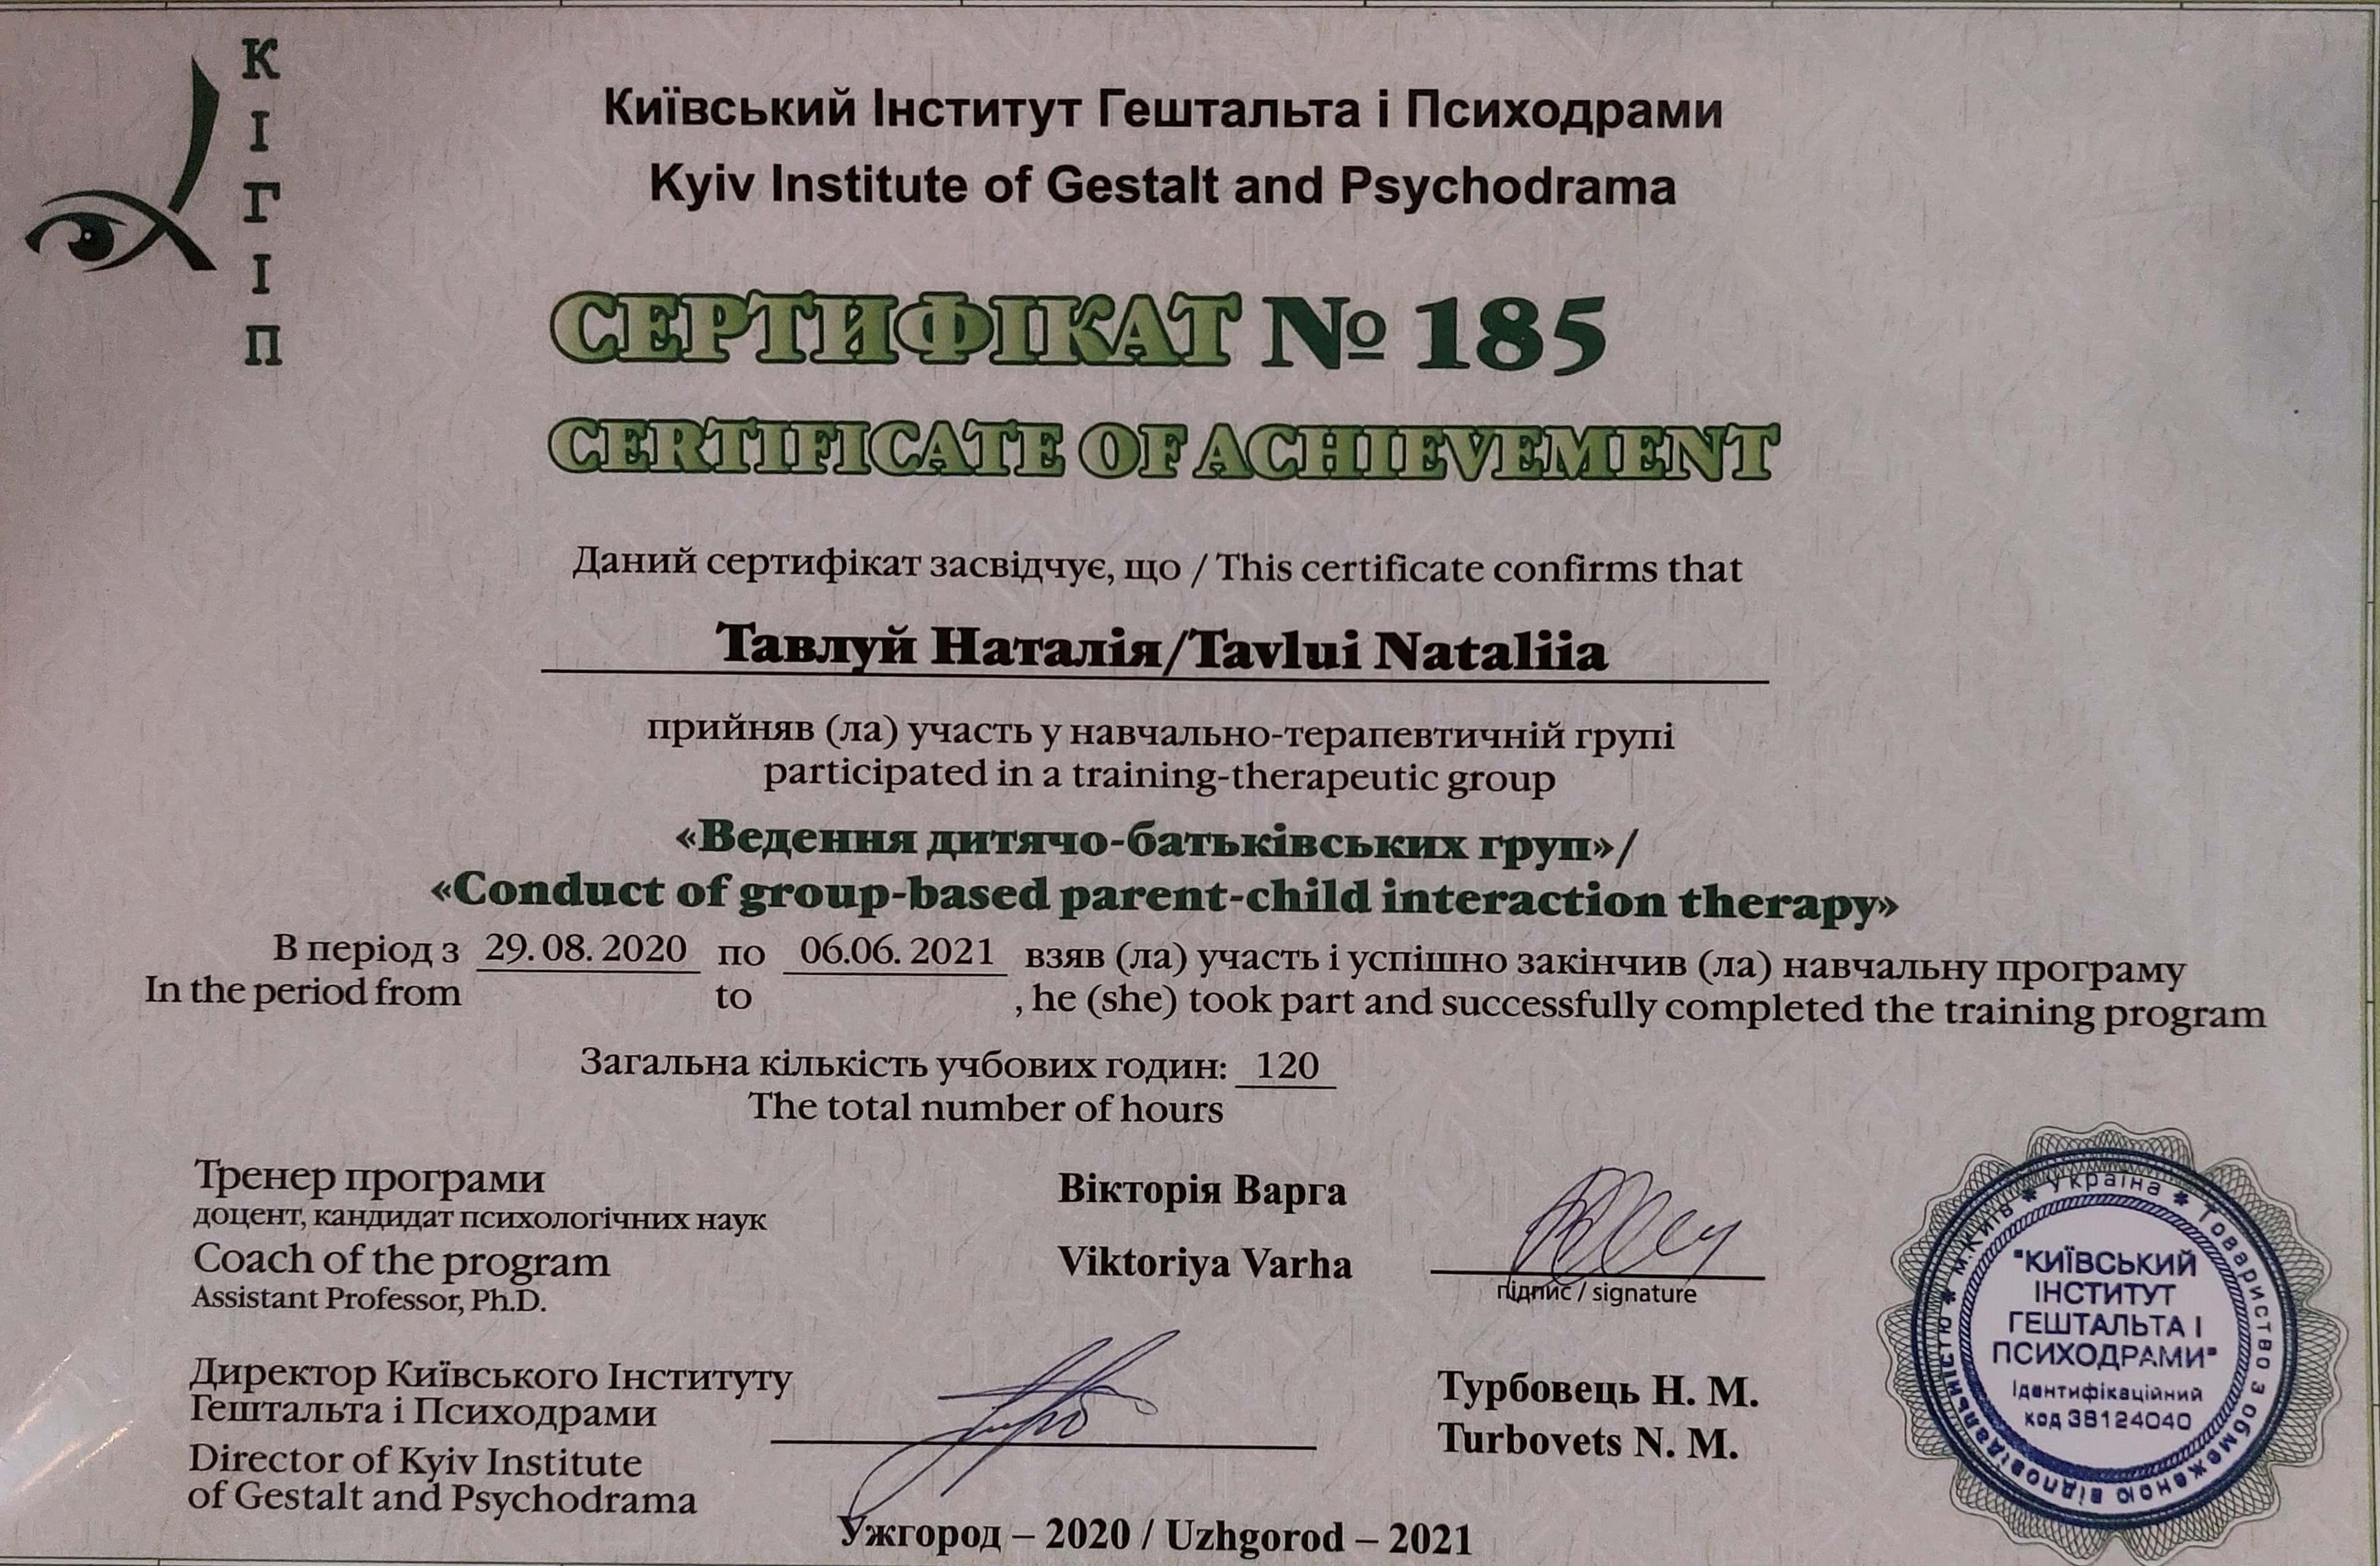 КІГІП
Київський Інститут Гештальта і Психодрами
Kyiv Institute of Gestalt and Psychodrama
СЕРТИФІКАТ № 185
CERTIFICATE OF ACHIEVEMENT
Даний сертифікат засвідчує, що / This certificate confirms that
Тавлуй Наталія/Tavlui Nataliia
прийняв (ла) участь у навчально-терапевтичній групі
participated in a training-therapeutic group
«Ведення дитячо-батьківських груп»/
«Conduct of group-based parent-child interaction therapy»
В період з 29.08.2020 по 06.06.2021 взяв (ла) участь і успішно закінчив (ла) навчальну програму
In the period from to , he (she) took part and successfully completed the training program
Загальна кількість учбових годин: 120
The total number of hours
Тренер програми
доцент, кандидат психологічних наук
Coach of the program
Assistant Professor, Ph.D.
Вікторія Варга
Viktoriya Varha
підпис / signature
Директор Київського Інституту
Гештальта і Психодрами
Director of Kyiv Institute
of Gestalt and Psychodrama
Турбовець Н. М.
Turbovets N. M.
Ужгород – 2020 / Uzhgorod – 2021
* Україна * Товариство з обмеженою відповідальністю * м.Київ
"КИЇВСЬКИЙ
ІНСТИТУТ
ГЕШТАЛЬТА І
ПСИХОДРАМИ"
Ідентифікаційний
код 38124040